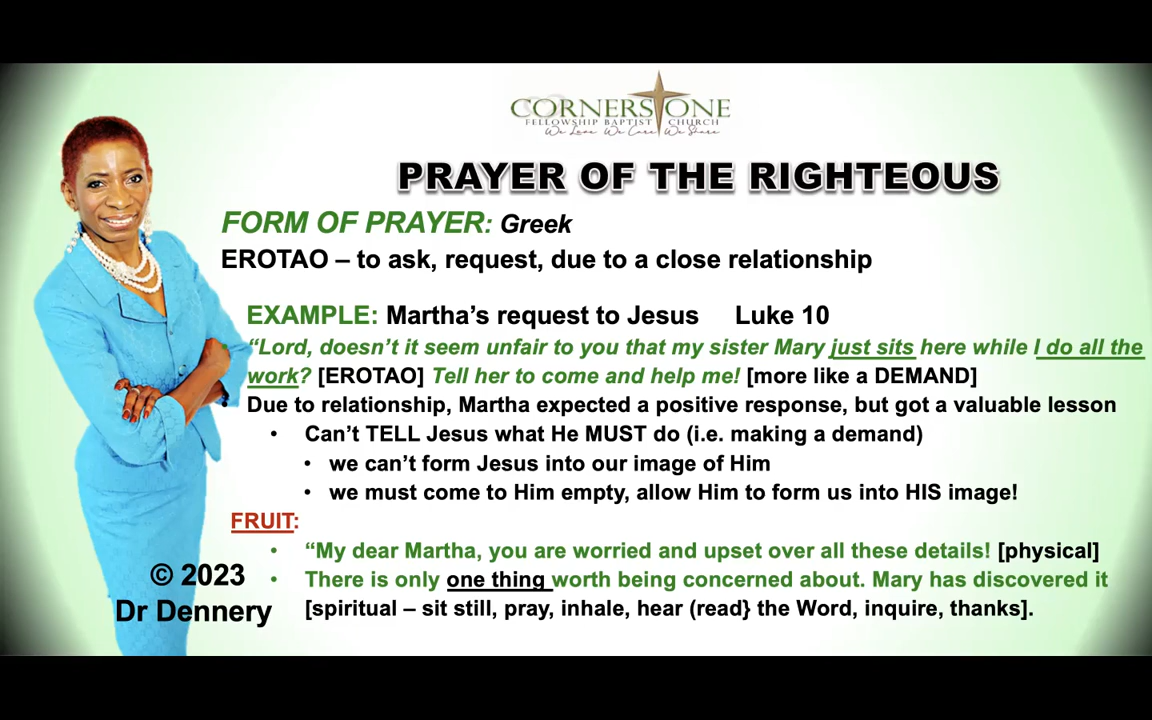 CORNERSTONE
FELLOWSHIP BAPTIST CHURCH
We Love We Care We Share
PRAYER OF THE RIGHTEOUS
FORM OF PRAYER: Greek
EROTAO – to ask, request, due to a close relationship
EXAMPLE: Martha's request to Jesus Luke 10
“Lord, doesn't it seem unfair to you that my sister Mary just sits here while I do all the
work? [EROTAO] Tell her to come and help me! [more like a DEMAND]
Due to relationship, Martha expected a positive response, but got a valuable lesson
• Can't TELL Jesus what He MUST do (i.e. making a demand)
• we can't form Jesus into our image of Him
• we must come to Him empty, allow Him to form us into HIS image!
FRUIT:
• “My dear Martha, you are worried and upset over all these details! [physical]
• There is only one thing worth being concerned about. Mary has discovered it
[spiritual – sit still, pray, inhale, hear (read} the Word, inquire, thanks].
© 2023
Dr Dennery